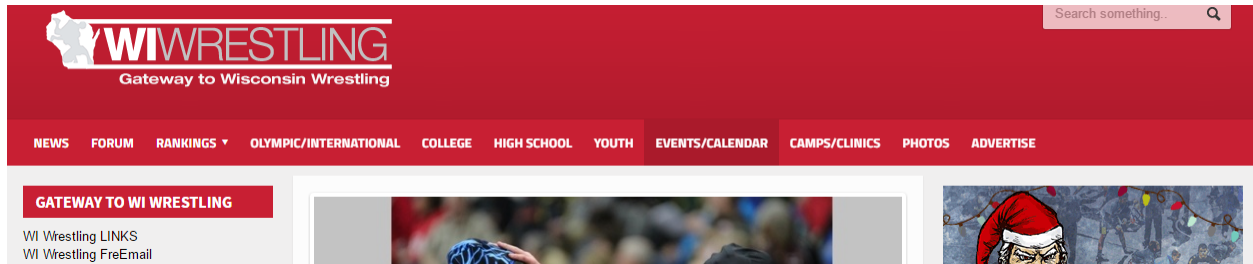 Search something..
WIWRESTLING
Gateway to Wisconsin Wrestling
NEWS FORUM RANKINGS OLYMPIC/INTERNATIONAL COLLEGE HIGH SCHOOL YOUTH EVENTS/CALENDAR CAMPS/CLINICS PHOTOS ADVERTISE
GATEWAY TO WI WRESTLING
WI Wrestling LINKS
WI Wrestling FreEmail